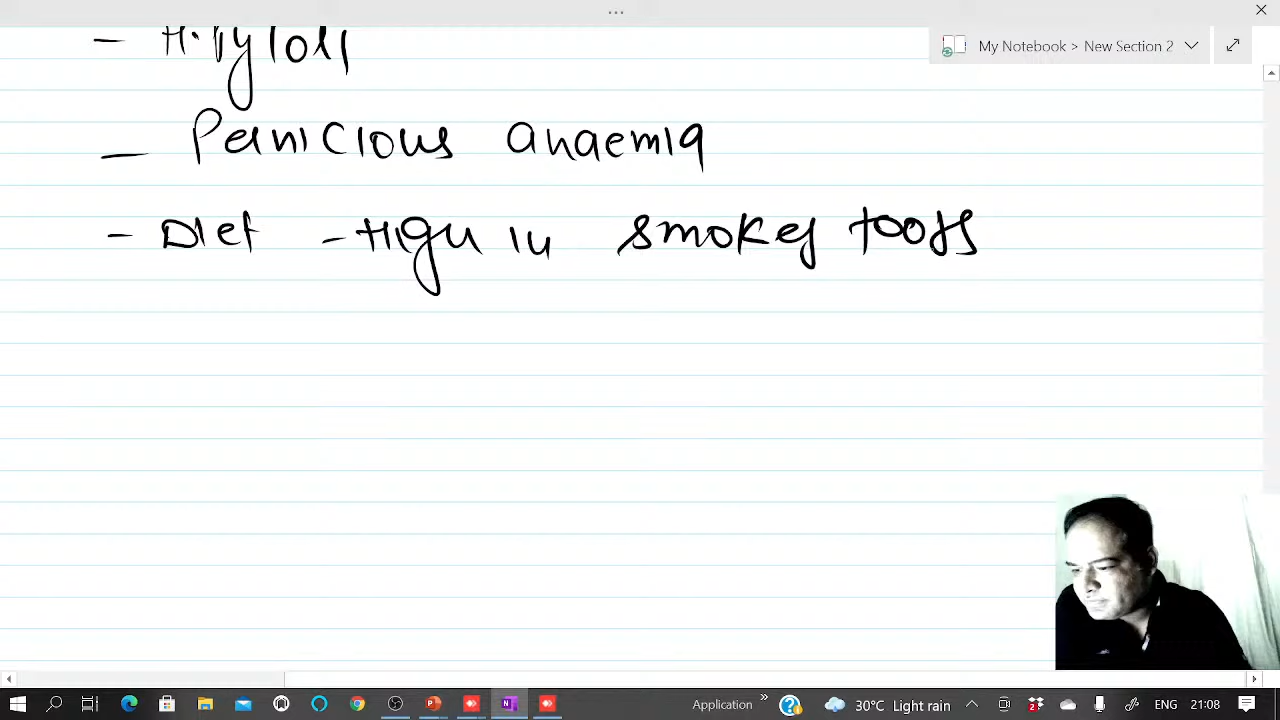 ...
My Notebook > New Section 2
- H. Pylori
- Pernicious anaemia
- Diet - High in smokey foods
Application
30°C Light rain
ENG
21:08